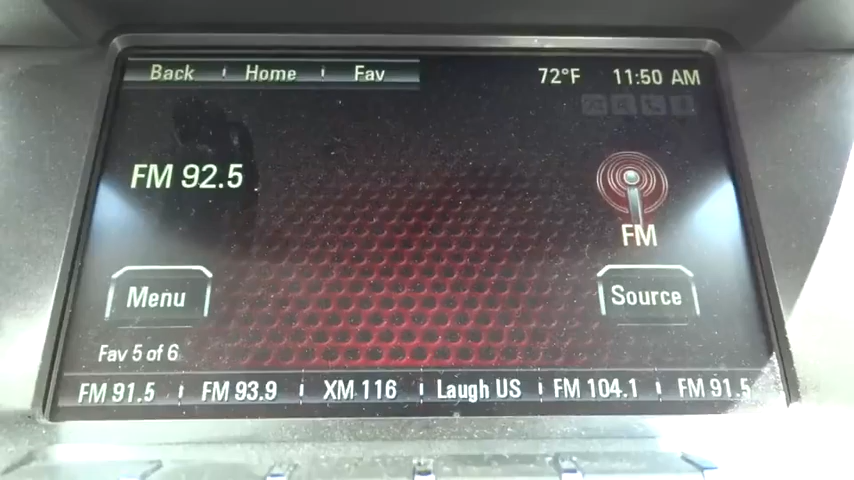 Back Home Fav 72°F 11:50 AM
FM 92.5
FM
Menu Source
Fav 5 of 6
FM 91.5 FM 93.9 XM 116 Laugh US FM 104.1 FM 91.5